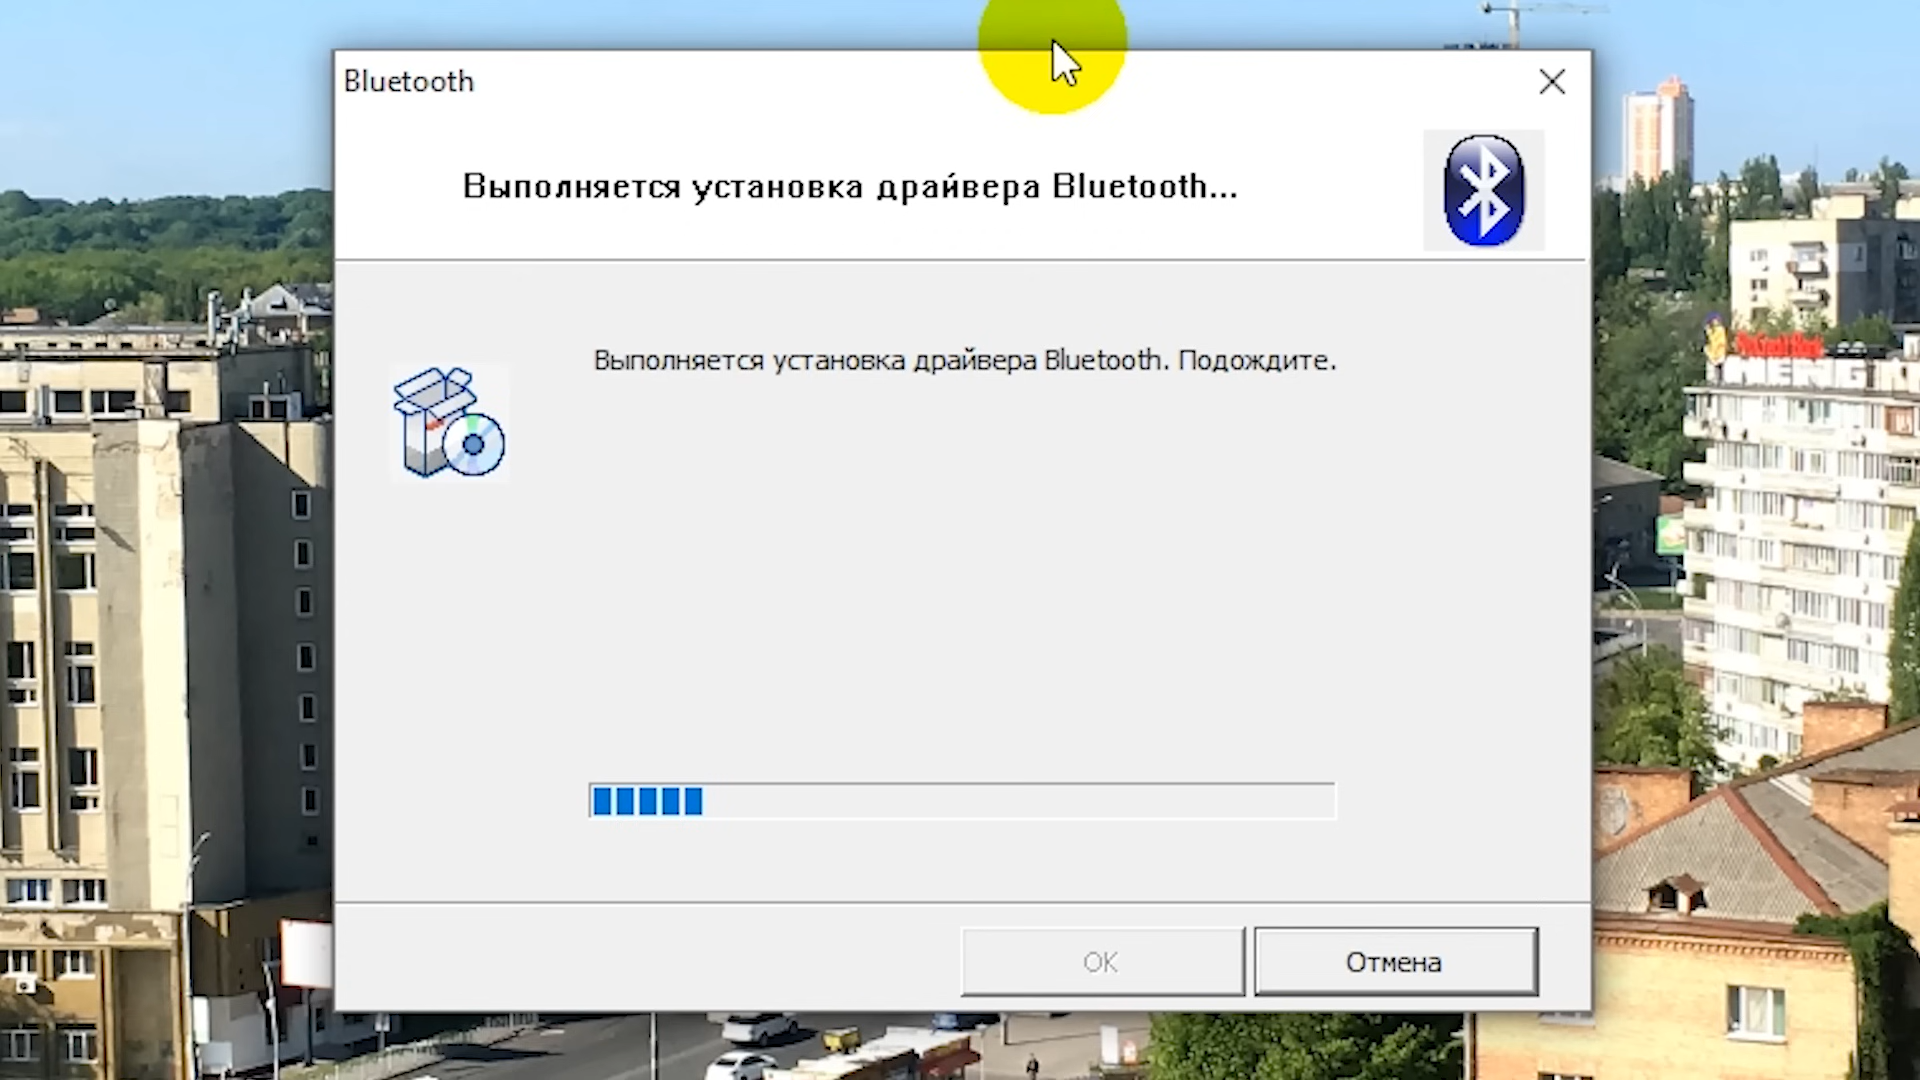 Bluetooth
Выполняется установка драйвера Bluetooth...
Выполняется установка драйвера Bluetooth. Подождите.
OK
Отмена